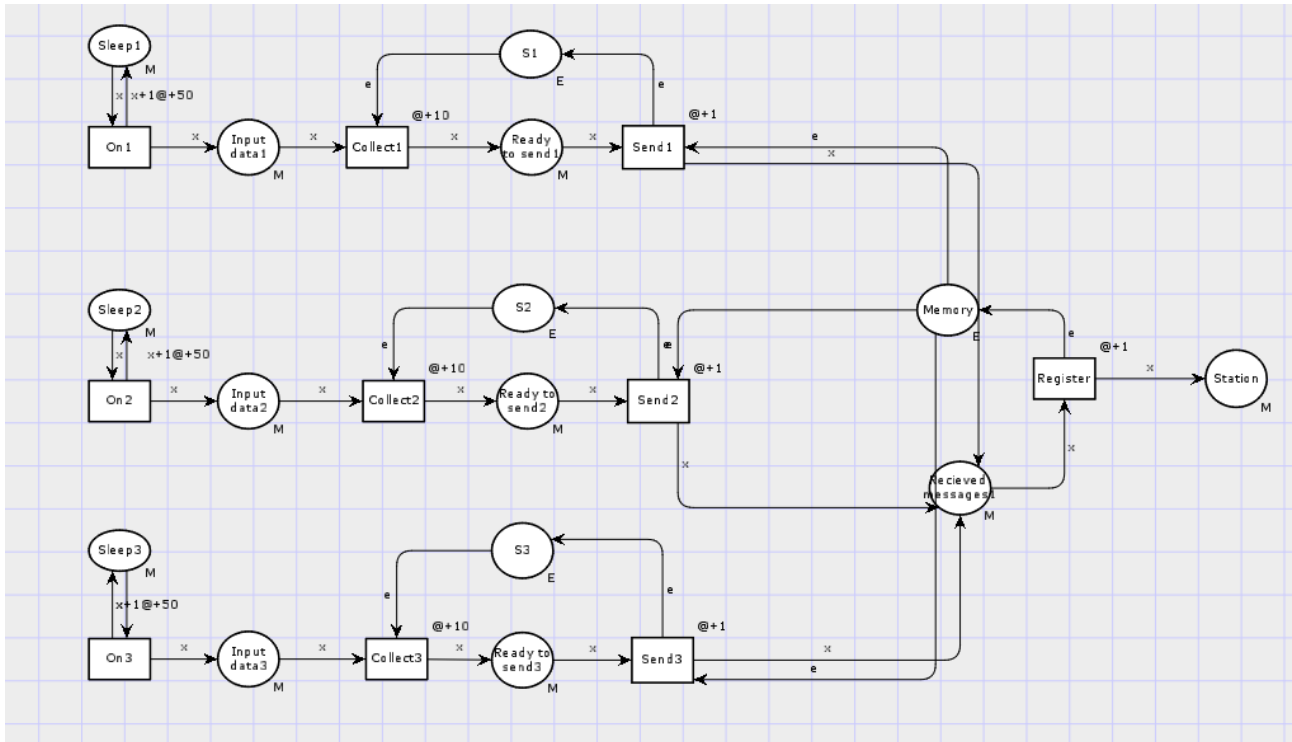 Sleep1
M
x
x+1@+50
On1
x
Input
data1
M
x
@+10
Collect1
e
S1
E
e
x
Ready
to send1
M
x
@+1
Send1
e
x
Sleep2
M
x
x+1@+50
On2
x
Input
data2
M
x
@+10
Collect2
e
S2
E
e
x
Ready to
send2
M
x
@+1
Send2
e
x
Memory
E
e
@+1
Register
x
Station
M
x
Recieved
messages1
M
Sleep3
M
x+1@+50
On3
x
Input
data3
M
x
@+10
Collect3
e
S3
E
e
x
Ready to
send3
M
x
@+1
Send3
x
e